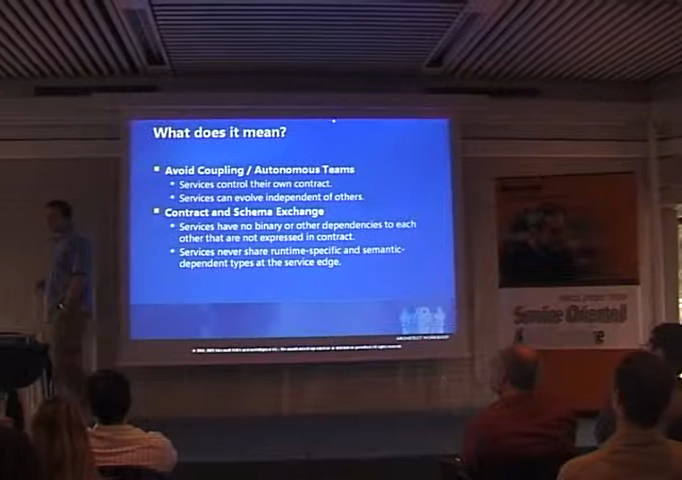 What does it mean?
Avoid Coupling / Autonomous Teams
Services control their own contract.
Services can evolve independent of others.
Contract and Schema Exchange
Services have no binary or other dependencies to each
other that are not expressed in contract.
Services never share runtime-specific and semantic-
dependent types at the service edge.
ARCHITECT WORKSHOP
Service Oriented